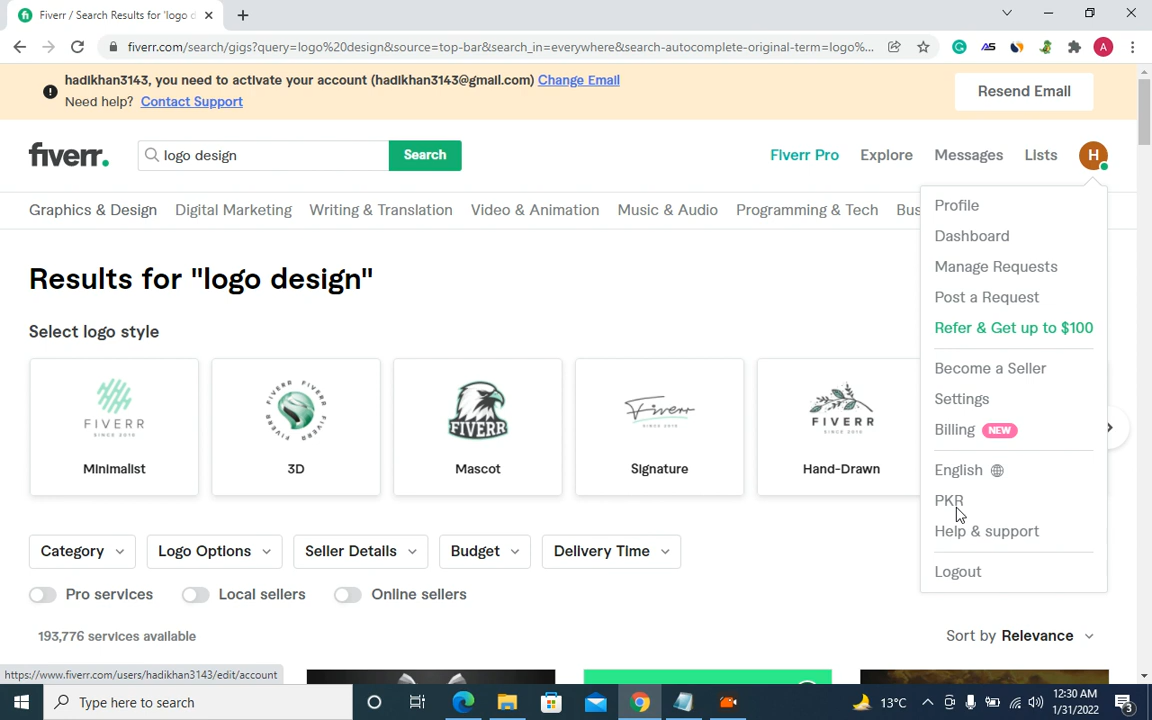 Fiverr / Search Results for 'logo d
fiverr.com/search/gigs?query=logo%20design&source=top-bar&search_in=everywhere&search-autocomplete-original-term=logo%...
A
hadikhan3143, you need to activate your account (hadikhan3143@gmail.com) Change Email
Need help? Contact Support
Resend Email
fiverr.
logo design
Search
Fiverr Pro
Explore
Messages
Lists
H
Graphics & Design
Digital Marketing
Writing & Translation
Video & Animation
Music & Audio
Programming & Tech
Bus
Profile
Dashboard
Manage Requests
Post a Request
Refer & Get up to $100
Become a Seller
Settings
Billing NEW
English
PKR
Help & support
Logout
Results for "logo design"
Select logo style
FIVERR
SINCE 2010
Minimalist
FIVERR FIVERR FIVERR
3D
FIVERR
Mascot
Fiverr
SINCE 2010
Signature
FIVERR
SINCE 2010
Hand-Drawn
Category
Logo Options
Seller Details
Budget
Delivery Time
Pro services
Local sellers
Online sellers
193,776 services available
Sort by Relevance
https://www.fiverr.com/users/hadikhan3143/edit/account
Type here to search
13°C
12:30 AM
1/31/2022
3